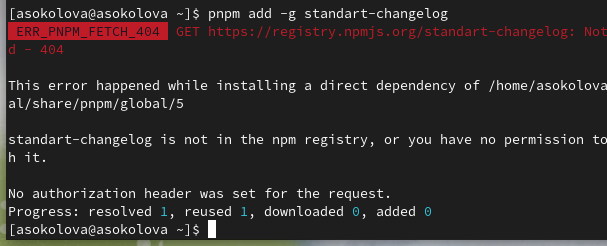 [asokolova@asokolova ~]$ pnpm add -g standart-changelog
ERR_PNPM_FETCH_404 GET https://registry.npmjs.org/standart-changelog: Not
d - 404
This error happened while installing a direct dependency of /home/asokolova
al/share/pnpm/global/5
standart-changelog is not in the npm registry, or you have no permission to
h it.
No authorization header was set for the request.
Progress: resolved 1, reused 1, downloaded 0, added 0
[asokolova@asokolova ~]$